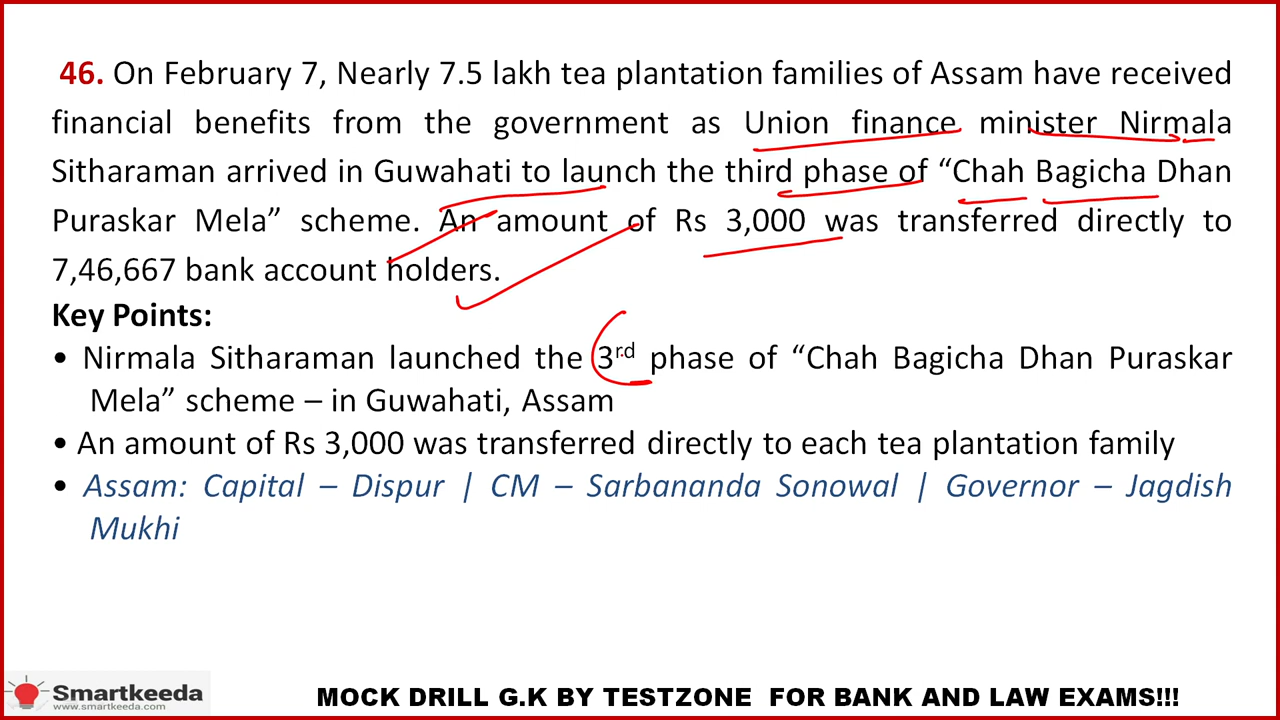 46. On February 7, Nearly 7.5 lakh tea plantation families of Assam have received
financial benefits from the government as Union finance minister Nirmala
Sitharaman arrived in Guwahati to launch the third phase of “Chah Bagicha Dhan
Puraskar Mela” scheme. An amount of Rs 3,000 was transferred directly to
7,46,667 bank account holders.
Key Points:
• Nirmala Sitharaman launched the 3rd phase of “Chah Bagicha Dhan Puraskar
Mela” scheme – in Guwahati, Assam
• An amount of Rs 3,000 was transferred directly to each tea plantation family
• Assam: Capital – Dispur | CM – Sarbananda Sonowal | Governor – Jagdish
Mukhi
Smartkeeda
www.smartkeeda.com
MOCK DRILL G.K BY TESTZONE FOR BANK AND LAW EXAMS!!!